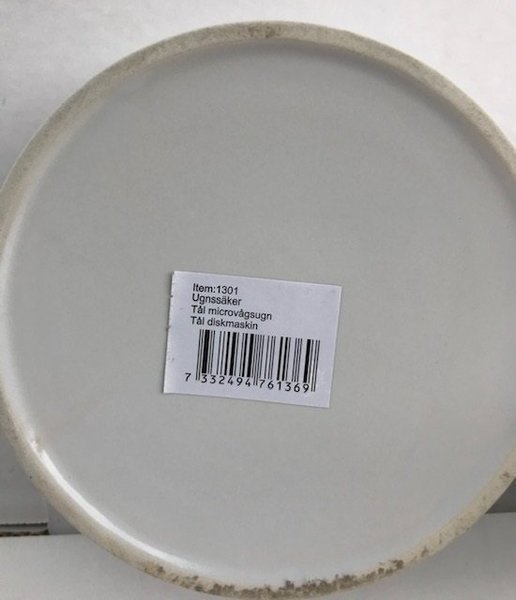 Item:1301
Ugnssäker
Tål microvågsugn
Tål diskmaskin
7 332494 761369